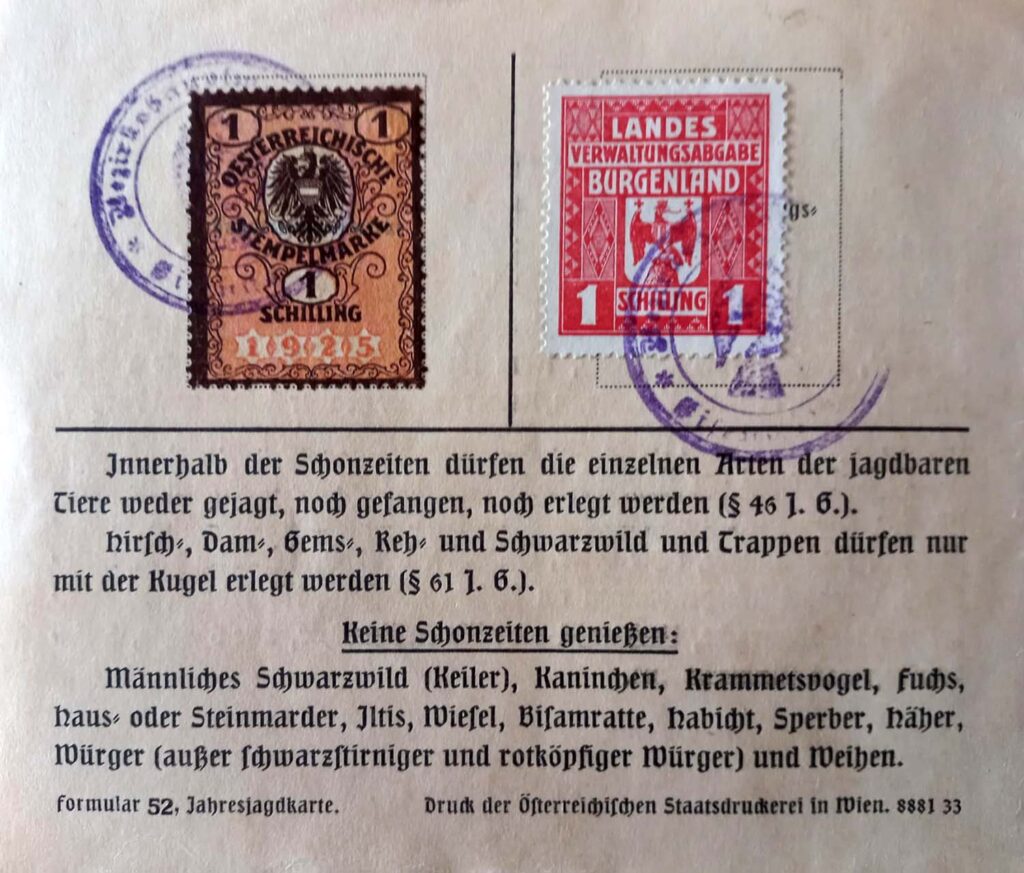 1 1
OESTERREICHISCHE
STEMPELMARKE
1
SCHILLING
1925
LANDES
VERWALTUNGSABGABE
BURGENLAND
1 SCHILLING 1
gs⸗
Innerhalb der Schonzeiten dürfen die einzelnen Arten der jagdbaren
Tiere weder gejagt, noch gefangen, noch erlegt werden (§ 46 J. G.).
Hirsch⸗, Dam⸗, Gems⸗, Reh⸗ und Schwarzwild und Trappen dürfen nur
mit der Kugel erlegt werden (§ 61 J. G.).
Keine Schonzeiten genießen:
Männliches Schwarzwild (Keiler), Kaninchen, Krammetsvogel, Fuchs,
Haus⸗ oder Steinmarder, Iltis, Wiesel, Bisamratte, Habicht, Sperber, Häher,
Würger (außer schwarzstirniger und rotköpfiger Würger) und Weihen.
Formular 52, Jahresjagdkarte. Druck der Österreichischen Staatsdruckerei in Wien. 8881 33